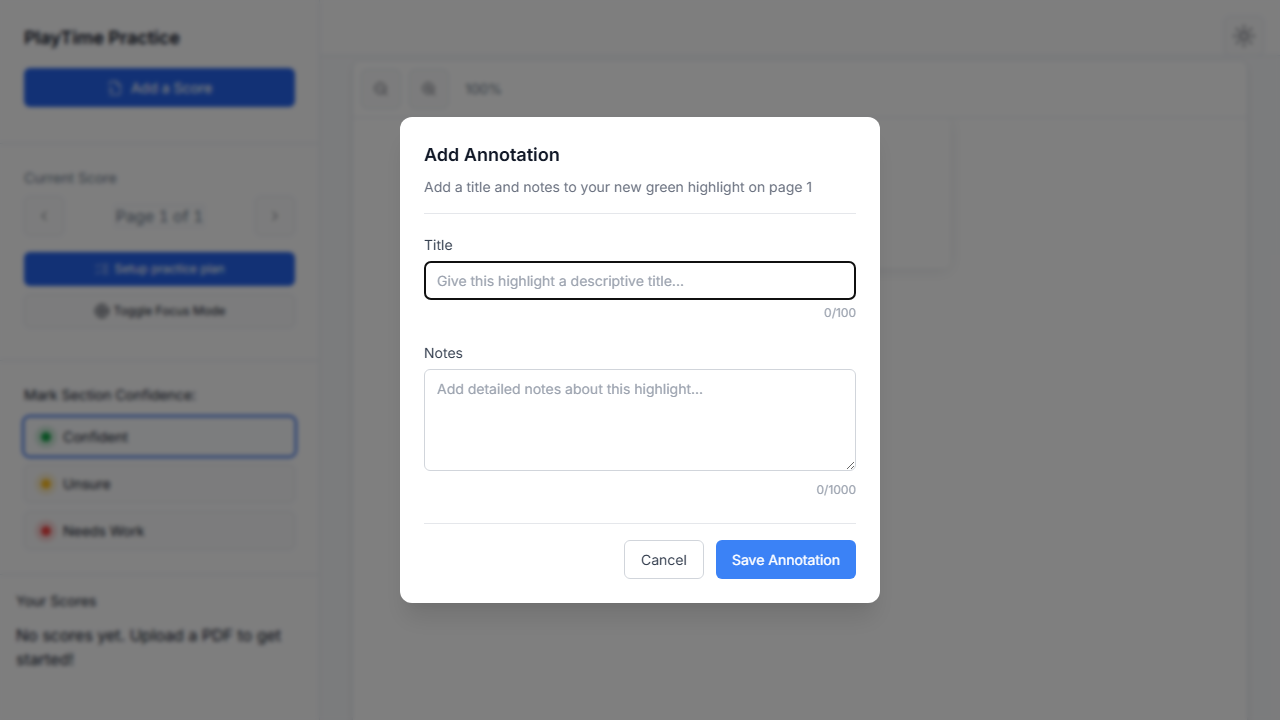 PlayTime Practice
Add a Score
Current Score
Page 1 of 1
Setup practice plan
Toggle Focus Mode
Mark Section Confidence:
Confident
Unsure
Needs Work
Your Scores
No scores yet. Upload a PDF to get
started!
100%
Add Annotation
Add a title and notes to your new green highlight on page 1
Title
Give this highlight a descriptive title...
0/100
Notes
Add detailed notes about this highlight...
0/1000
Cancel
Save Annotation